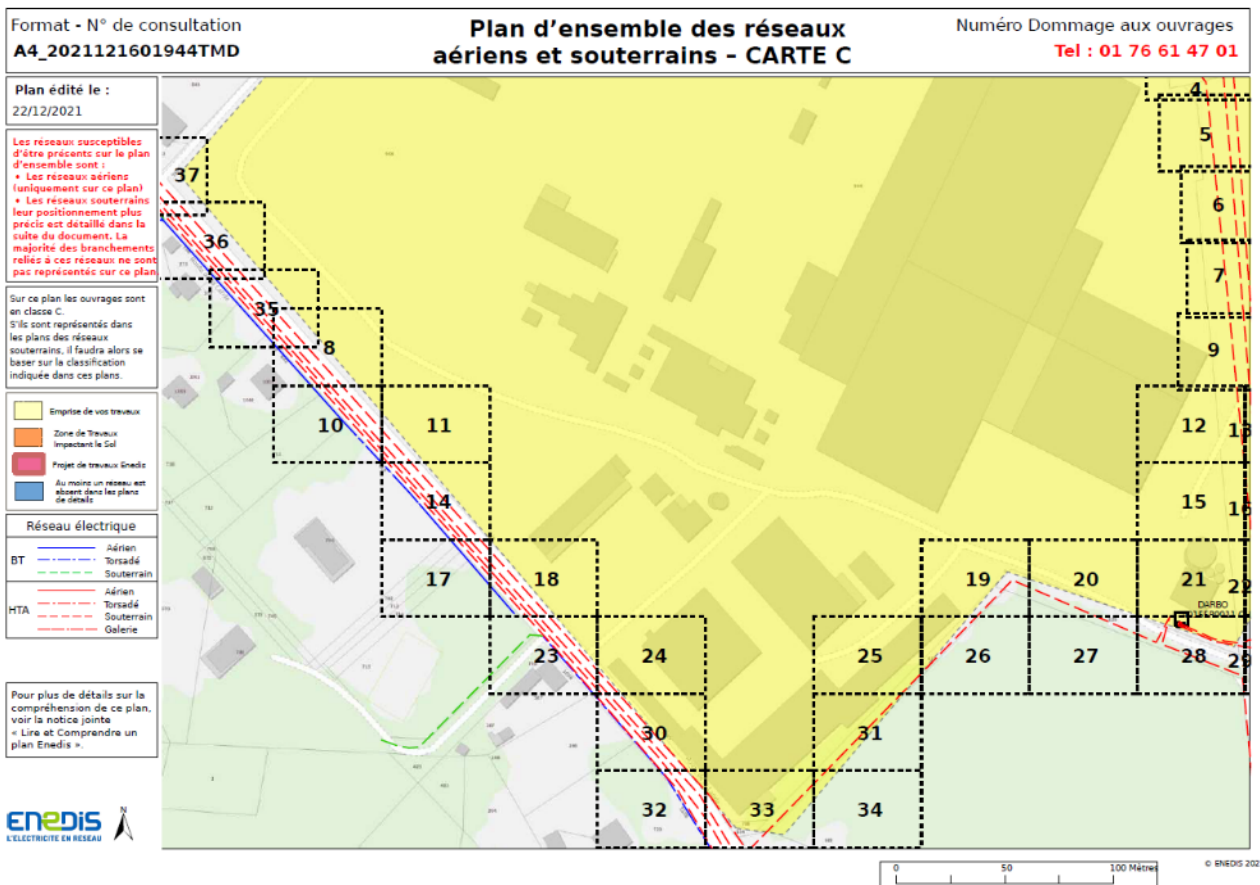 Format - N° de consultation
A4_2021121601944TMD
Plan d'ensemble des réseaux
aériens et souterrains - CARTE C
Numéro Dommage aux ouvrages
Tel : 01 76 61 47 01
Plan édité le :
22/12/2021
Les réseaux susceptibles
d'être présents sur le plan
d'ensemble sont :
• Les réseaux aériens
(uniquement sur ce plan)
• Les réseaux souterrains
leur positionnement plus
précis est détaillé dans la
suite du document. La
majorité des branchements
reliés à ces réseaux ne sont
pas représentés sur ce plan
Sur ce plan les ouvrages sont
en classe C.
S'ils sont représentés dans
les plans des réseaux
souterrains, il faudra alors se
baser sur la classification
indiquée dans ces plans.
Emprise de vos travaux
Zone de Travaux
Impactant le Sol
Projet de travaux Enedis
Au moins un réseau est
absent dans les plans
de détails
Réseau électrique
BT
Aérien
Torsadé
Souterrain
HTA
Aérien
Torsadé
Souterrain
Galerie
Pour plus de détails sur la
compréhension de ce plan,
voir la notice jointe
« Lire et Comprendre un
plan Enedis ».
ENEDIS
L'ELECTRICITE EN RESEAU
N
4
5
37
6
36
7
35
8
9
10
11
12
13
14
15
16
17
18
19
20
21
22
DARBO
23
24
25
26
27
28
29
30
31
32
33
34
0
50
100 Mètres
© ENEDIS 202